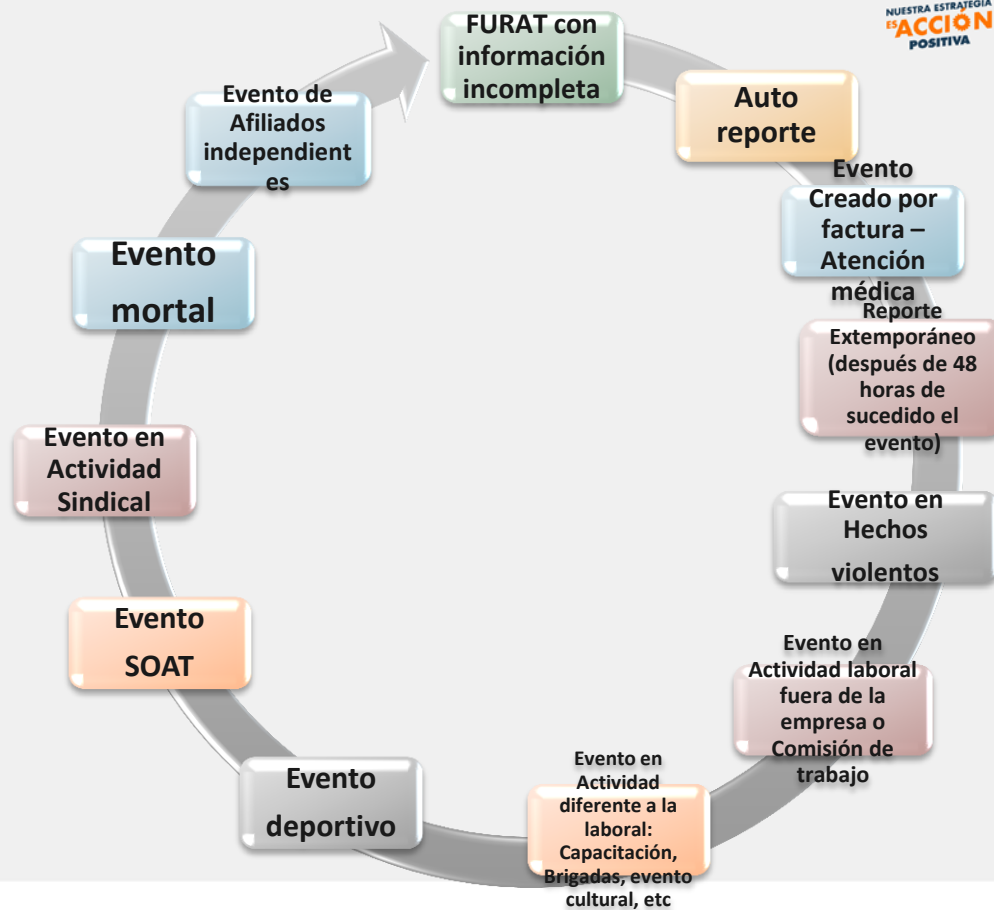 NUESTRA ESTRATEGIA
ES ACCIÓN
POSITIVA
FURAT con
información
incompleta
Auto
reporte
Evento
Creado por
factura –
Atención
médica
Reporte
Extemporáneo
(después de 48
horas de
sucedido el
evento)
Evento en
Hechos
violentos
Evento en
Actividad laboral
fuera de la
empresa o
Comisión de
trabajo
Evento en
Actividad
diferente a la
laboral:
Capacitación,
Brigadas, evento
cultural, etc
Evento
deportivo
Evento
SOAT
Evento en
Actividad
Sindical
Evento
mortal
Evento de
Afiliados
independient
es